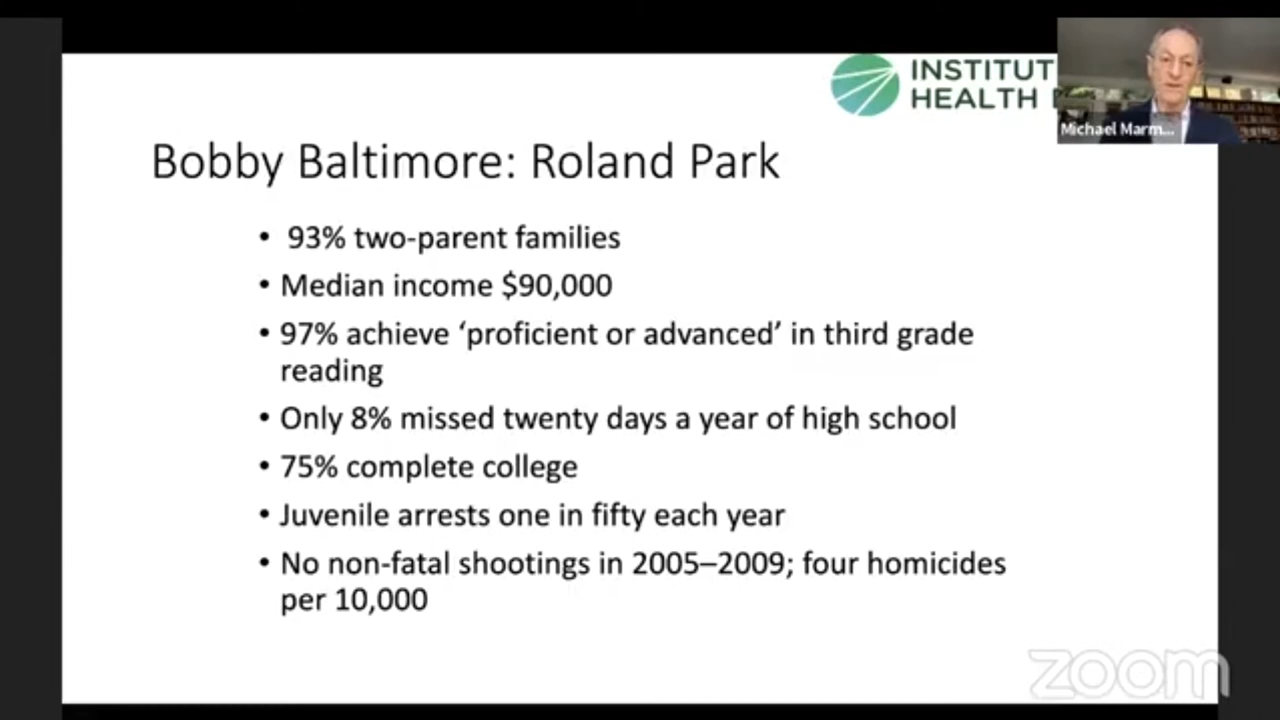 INSTITUT
HEALTH
Michael Marm...
Bobby Baltimore: Roland Park
• 93% two-parent families
• Median income $90,000
• 97% achieve ‘proficient or advanced’ in third grade
reading
• Only 8% missed twenty days a year of high school
• 75% complete college
• Juvenile arrests one in fifty each year
• No non-fatal shootings in 2005–2009; four homicides
per 10,000
zoom